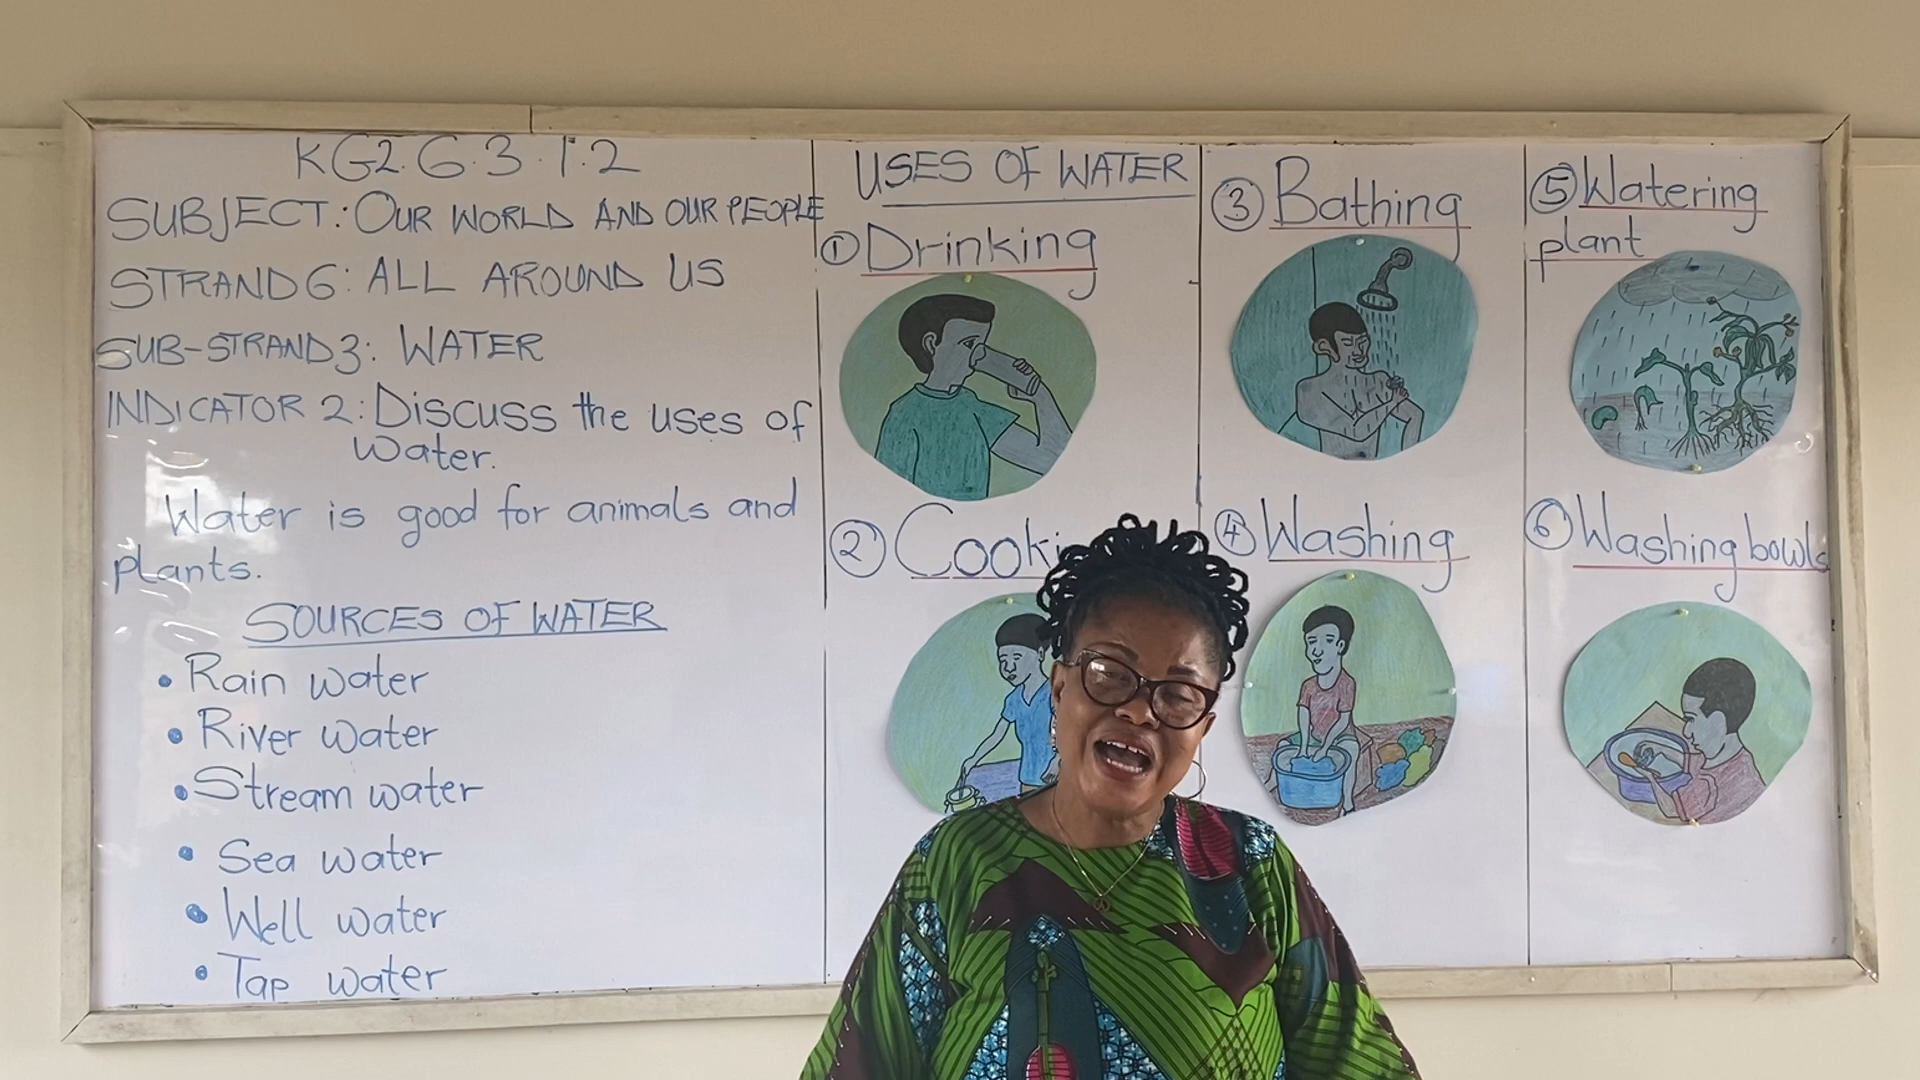 KG2.6.3.1.2
SUBJECT: OUR WORLD AND OUR PEOPLE
STRAND 6: ALL AROUND US
SUB-STRAND 3: WATER
INDICATOR 2: Discuss the uses of
water.
Water is good for animals and
plants.
SOURCES OF WATER
• Rain water
• River water
• Stream water
• Sea water
• Well water
• Tap water
USES OF WATER
① Drinking
② Cooki
③ Bathing
④ Washing
⑤ Watering
plant
⑥ Washing bowls